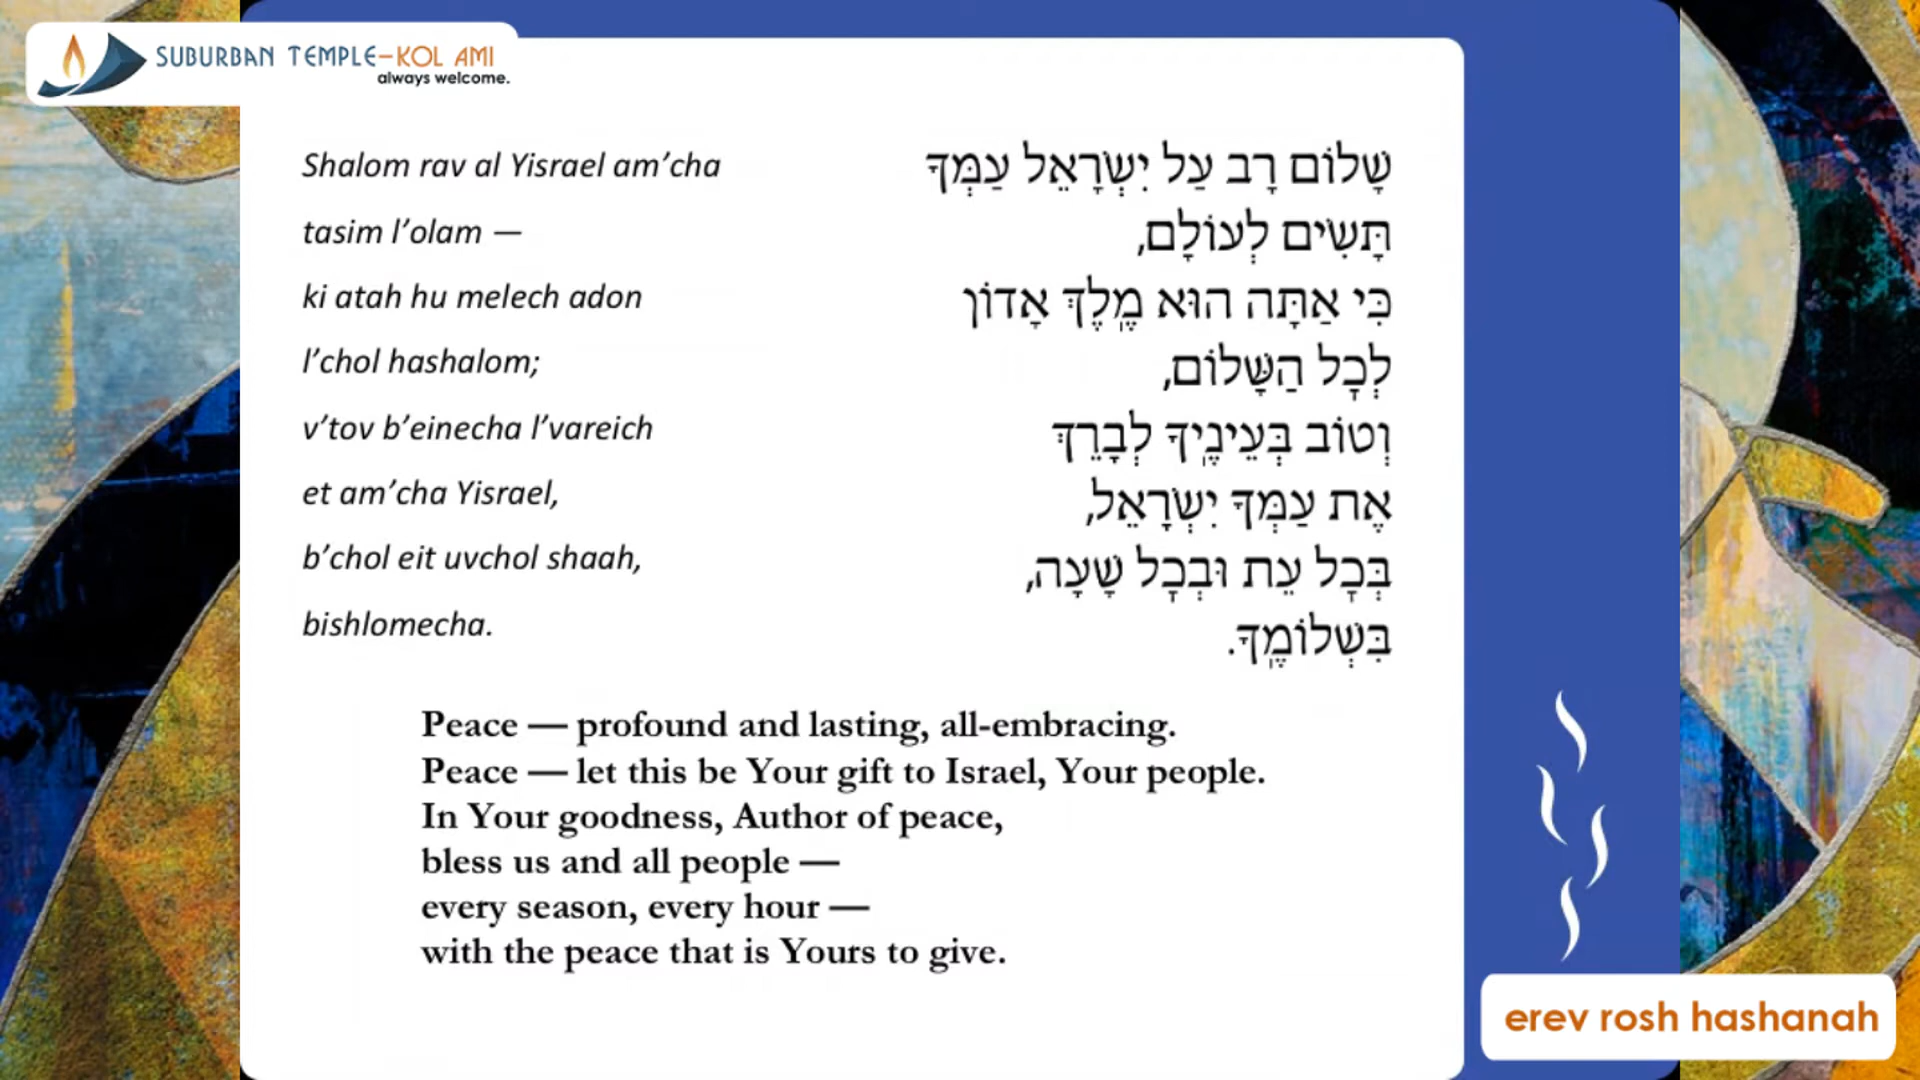 SUBURBAN TEMPLE–KOL AMI
always welcome.
Shalom rav al Yisrael am’cha
tasim l’olam —
ki atah hu melech adon
l’chol hashalom;
v’tov b’einecha l’vareich
et am’cha Yisrael,
b’chol eit uvchol shaah,
bishlomecha.
שָׁלוֹם רָב עַל יִשְׂרָאֵל עַמְּךָ
תָּשִׂים לְעוֹלָם,
כִּי אַתָּה הוּא מֶֽלֶךְ אָדוֹן
לְכָל הַשָּׁלוֹם,
וְטוֹב בְּעֵינֶֽיךָ לְבָרֵךְ
אֶת עַמְּךָ יִשְׂרָאֵל,
בְּכָל עֵת וּבְכָל שָׁעָה,
בִּשְׁלוֹמֶֽךָ.
Peace — profound and lasting, all-embracing.
Peace — let this be Your gift to Israel, Your people.
In Your goodness, Author of peace,
bless us and all people —
every season, every hour —
with the peace that is Yours to give.
erev rosh hashanah